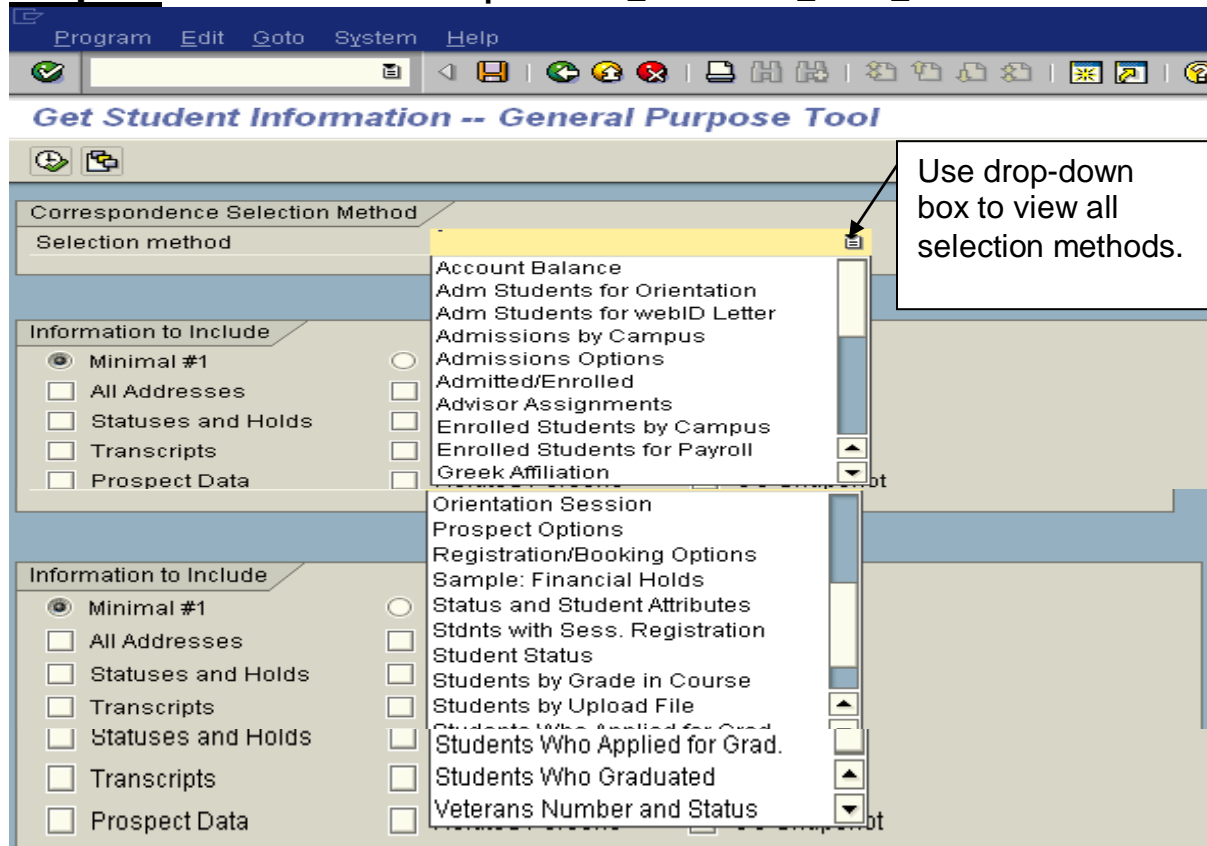 Program Edit Goto System Help
Get Student Information -- General Purpose Tool
Use drop-down
box to view all
selection methods.
Correspondence Selection Method
Selection method
Account Balance
Adm Students for Orientation
Adm Students for webID Letter
Admissions by Campus
Admissions Options
Admitted/Enrolled
Advisor Assignments
Enrolled Students by Campus
Enrolled Students for Payroll
Greek Affiliation
Information to Include
Minimal #1
All Addresses
Statuses and Holds
Transcripts
Prospect Data
Orientation Session
Prospect Options
Registration/Booking Options
Sample: Financial Holds
Status and Student Attributes
Stdnts with Sess. Registration
Student Status
Students by Grade in Course
Students by Upload File
Students Who Applied for Grad.
Information to Include
Minimal #1
All Addresses
Statuses and Holds
Transcripts
Statuses and Holds
Transcripts
Prospect Data
Students Who Applied for Grad.
Students Who Graduated
Veterans Number and Status